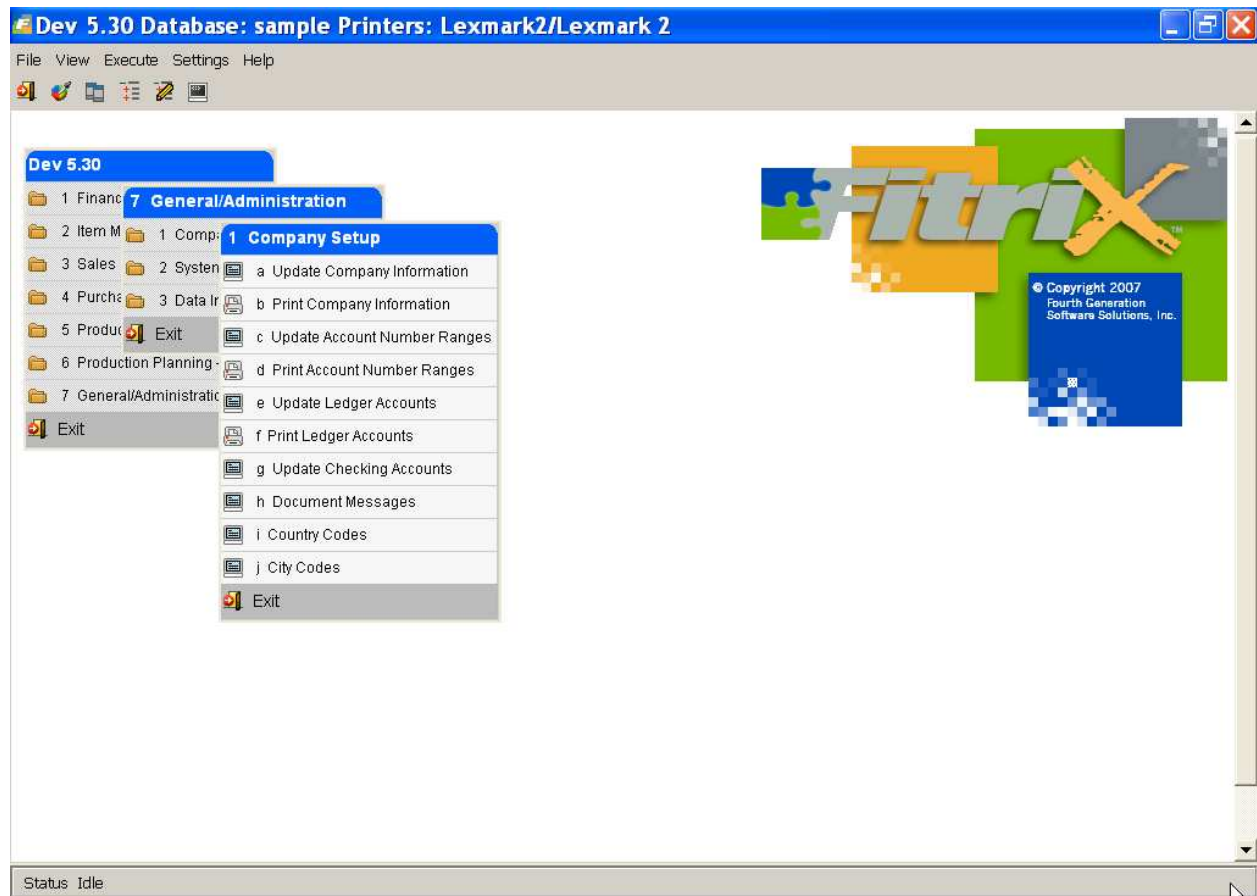 Dev 5.30 Database: sample Printers: Lexmark2/Lexmark 2
File View Execute Settings Help
Dev 5.30
1 Financ
2 Item M
3 Sales
4 Purcha
5 Produc
6 Production Planning -
7 General/Administratic
Exit
7 General/Administration
1 Compa
2 System
3 Data Ir
Exit
1 Company Setup
a Update Company Information
b Print Company Information
c Update Account Number Ranges
d Print Account Number Ranges
e Update Ledger Accounts
f Print Ledger Accounts
g Update Checking Accounts
h Document Messages
i Country Codes
j City Codes
Exit
FitriX
TM
© Copyright 2007
Fourth Generation
Software Solutions, Inc.
Status Idle